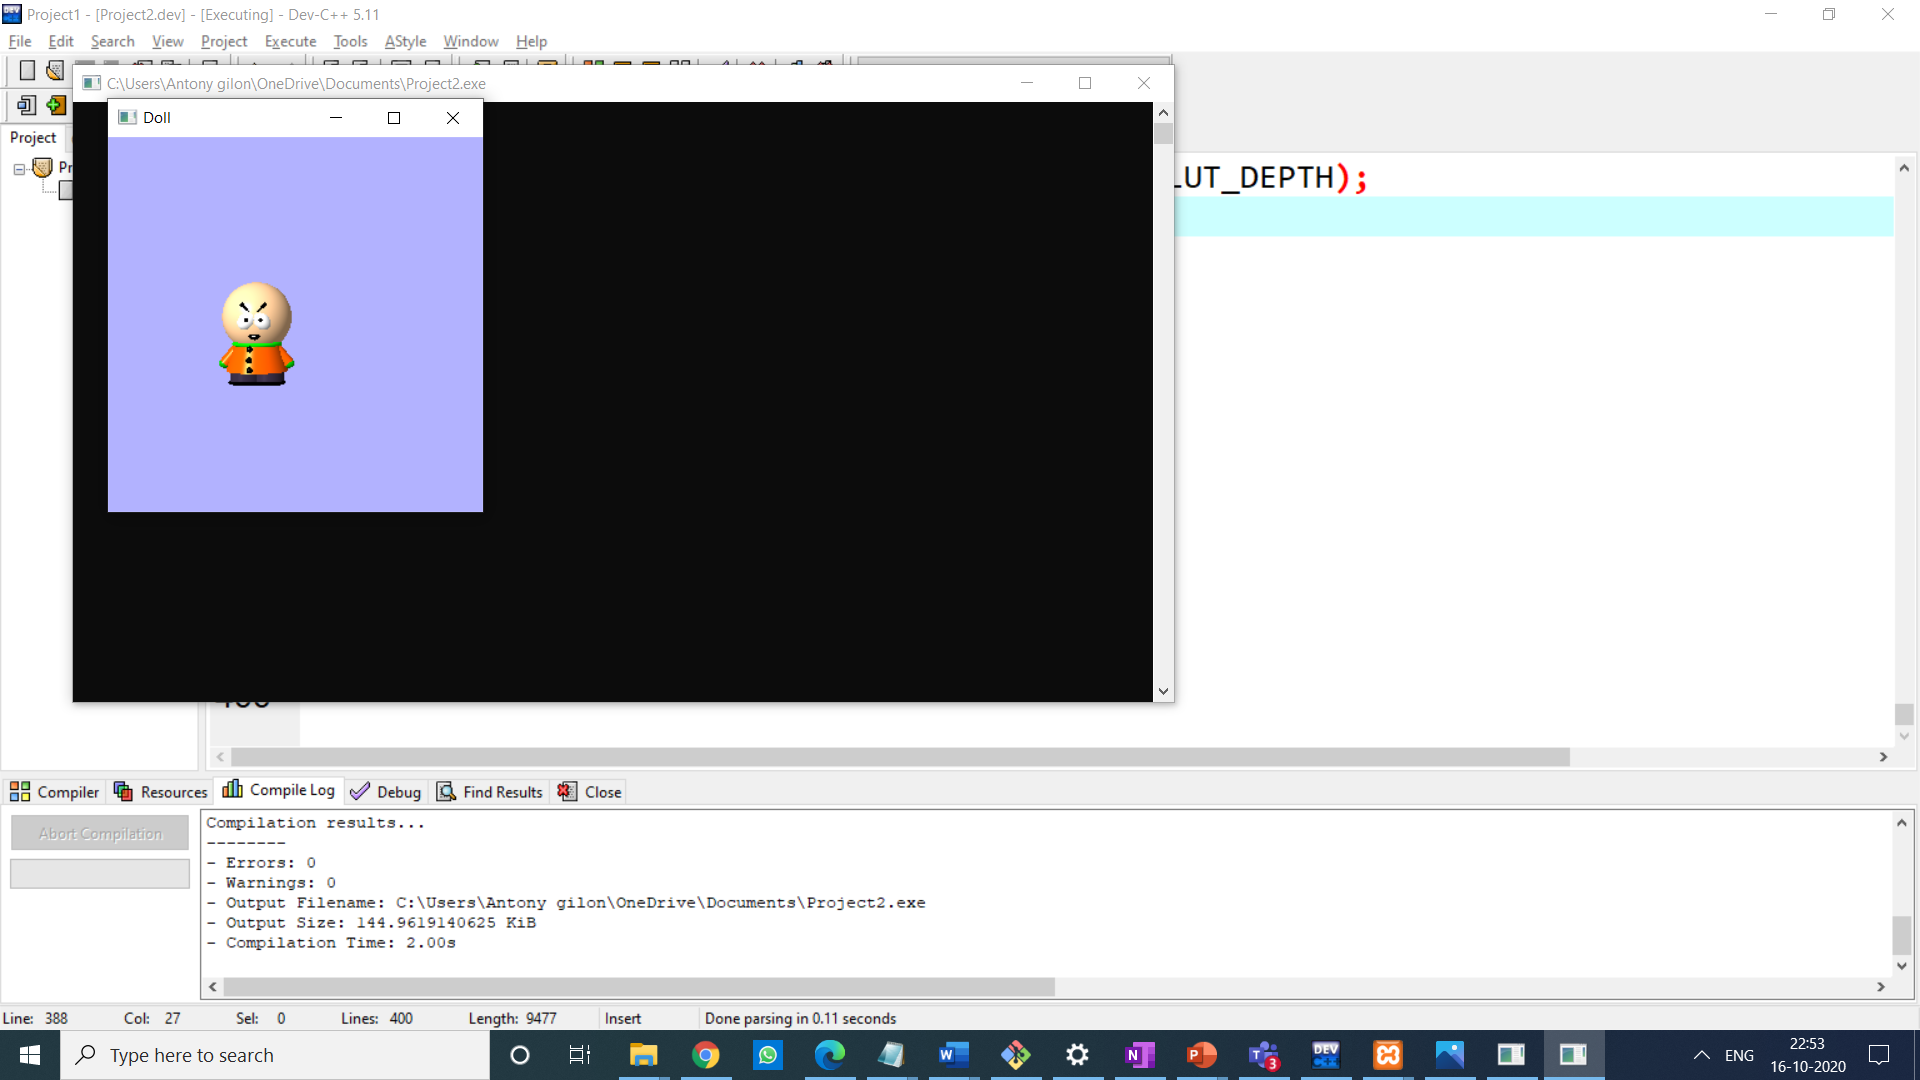 Project1 - [Project2.dev] - [Executing] - Dev-C++ 5.11
File Edit Search View Project Execute Tools AStyle Window Help
C:\Users\Antony gilon\OneDrive\Documents\Project2.exe
Doll
Project
Pr
LUT_DEPTH);
400
Compiler Resources Compile Log Debug Find Results Close
Abort Compilation
Compilation results...
--------
- Errors: 0
- Warnings: 0
- Output Filename: C:\Users\Antony gilon\OneDrive\Documents\Project2.exe
- Output Size: 144.9619140625 KiB
- Compilation Time: 2.00s
Line: 388 Col: 27 Sel: 0 Lines: 400 Length: 9477 Insert Done parsing in 0.11 seconds
Type here to search
3
DEV
C++
ENG
22:53
16-10-2020